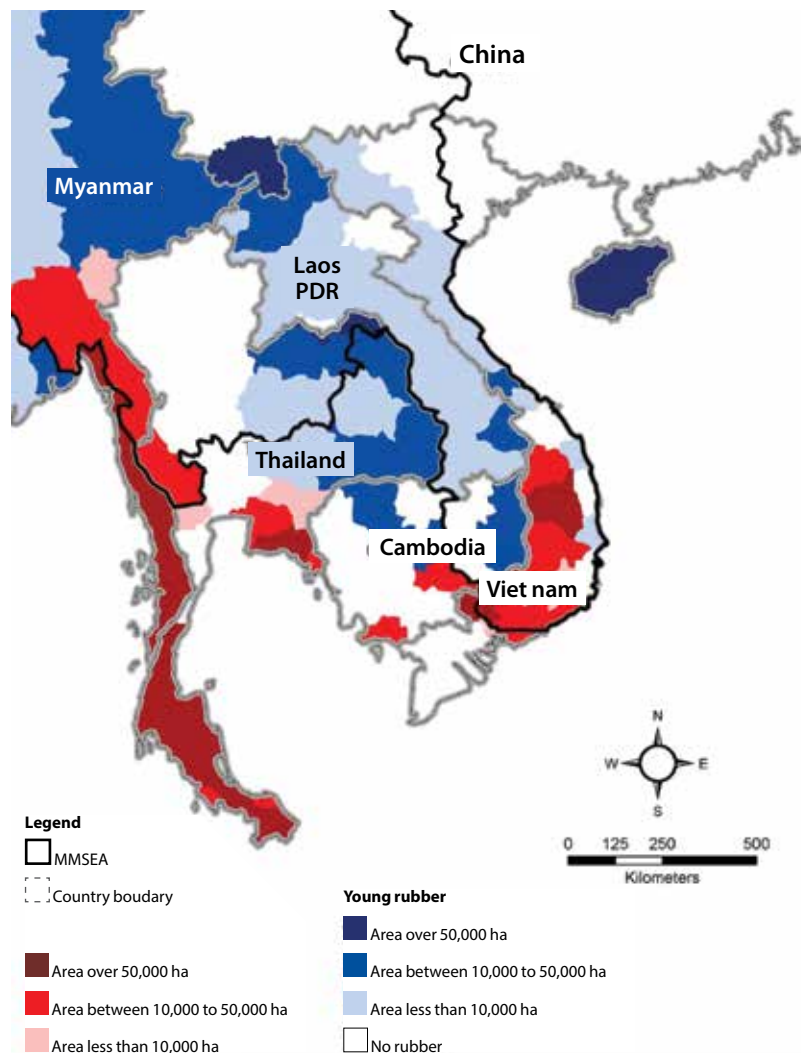 China
Myanmar
Laos
PDR
Thailand
Cambodia
Viet nam
N
W
E
S
0 125 250 500
Kilometers
Legend
MMSEA
Country boudary
Area over 50,000 ha
Area between 10,000 to 50,000 ha
Area less than 10,000 ha
Young rubber
Area over 50,000 ha
Area between 10,000 to 50,000 ha
Area less than 10,000 ha
No rubber